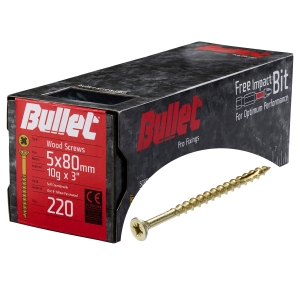 Bullet
Wood Screws
5x80mm
10g x 3"
220
Bullet
Pro Fixings
Free Impact
Bit
For Optimum Performance